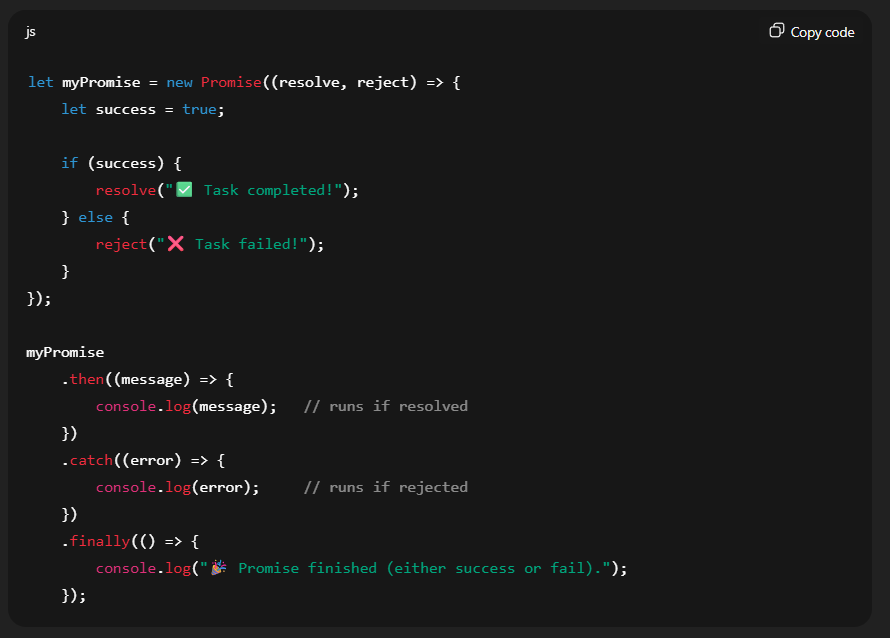 js
Copy code
let myPromise = new Promise((resolve, reject) => {
    let success = true;

    if (success) {
        resolve("✅ Task completed!");
    } else {
        reject("❌ Task failed!");
    }
});

myPromise
    .then((message) => {
        console.log(message);   // runs if resolved
    })
    .catch((error) => {
        console.log(error);     // runs if rejected
    })
    .finally(() => {
        console.log("🎉 Promise finished (either success or fail).");
    });